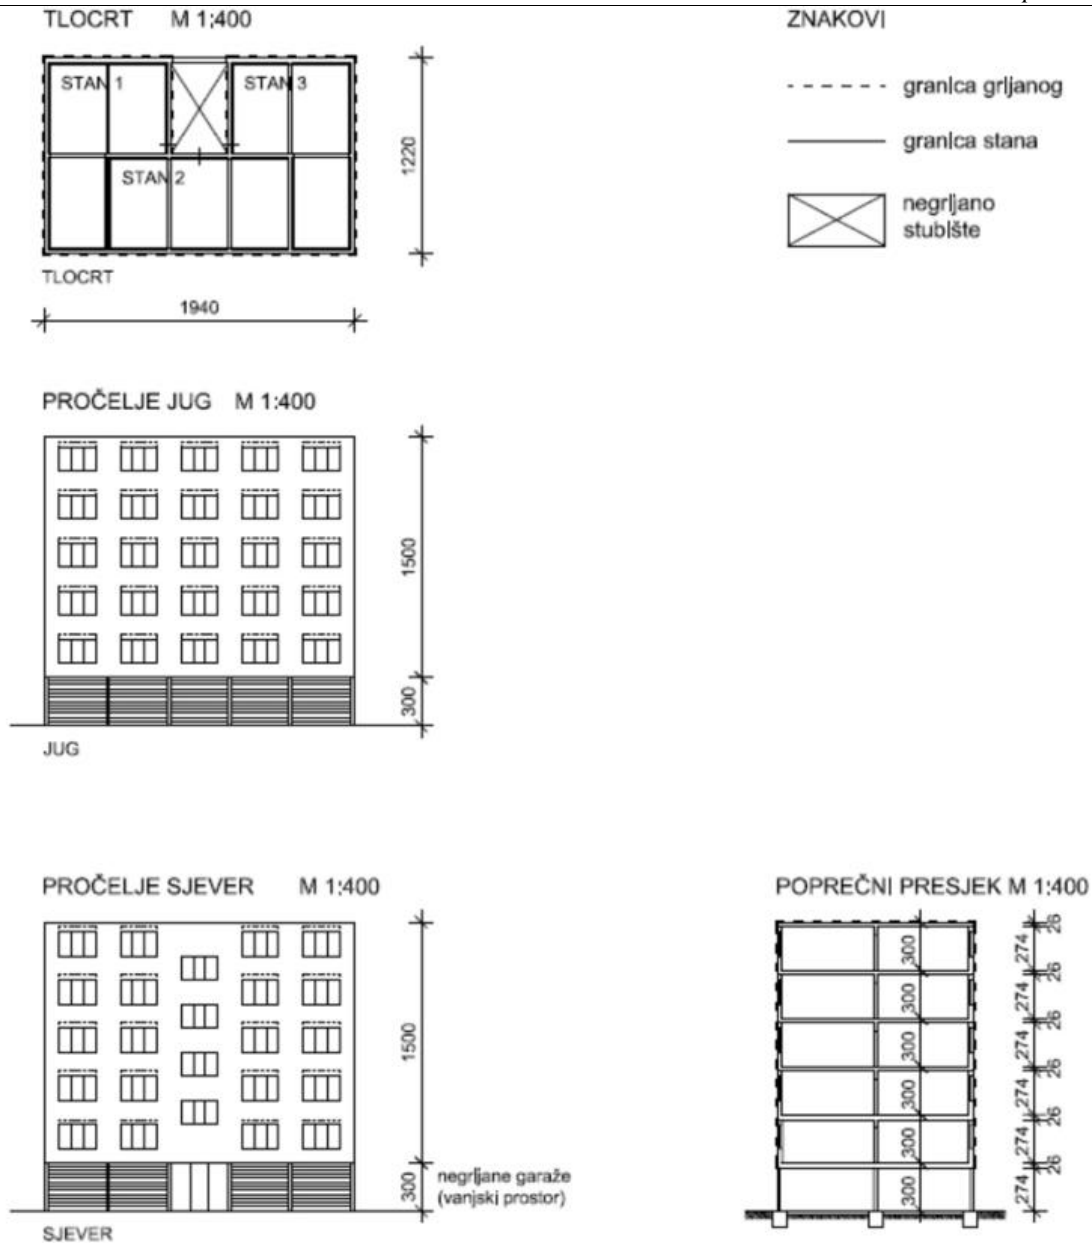 TLOCRT M 1:400
ZNAKOVI
STAN 1
STAN 3
STAN 2
1220
TLOCRT
1940
granica grijanog
granica stana
negrijano
stubište
PROČELJE JUG M 1:400
1500
300
JUG
PROČELJE SJEVER M 1:400
1500
300
negrijane garaže
(vanjski prostor)
SJEVER
POPREČNI PRESJEK M 1:400
300
300
300
300
300
300
26
274
26
274
26
274
26
274
26
274
26
274